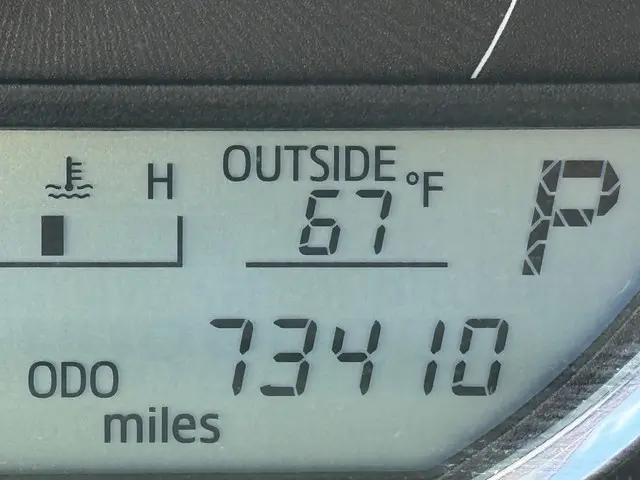 H
OUTSIDE
67 °F
P
73410
ODO
miles